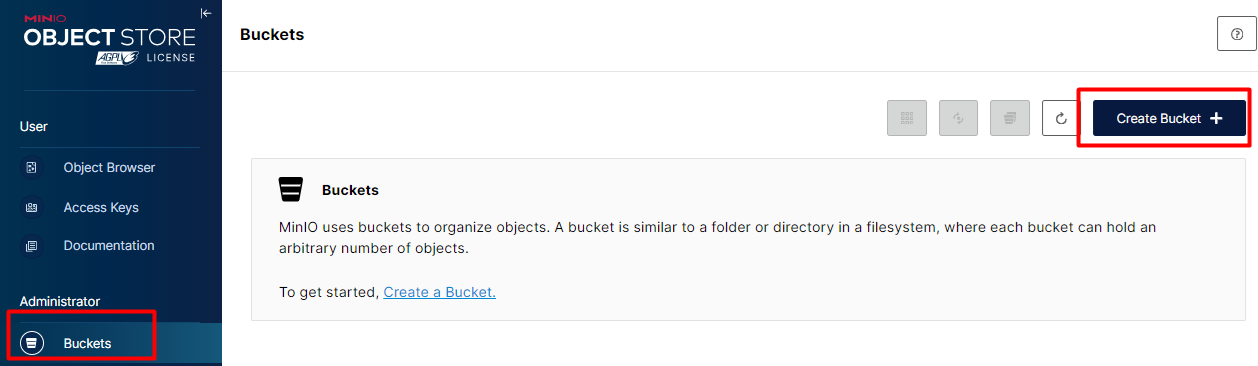 MINIO
OBJECT STORE
AGPLv3 LICENSE
User
Object Browser
Access Keys
Documentation
Administrator
Buckets
Buckets
Create Bucket +
Buckets
MinIO uses buckets to organize objects. A bucket is similar to a folder or directory in a filesystem, where each bucket can hold an
arbitrary number of objects.
To get started, Create a Bucket.